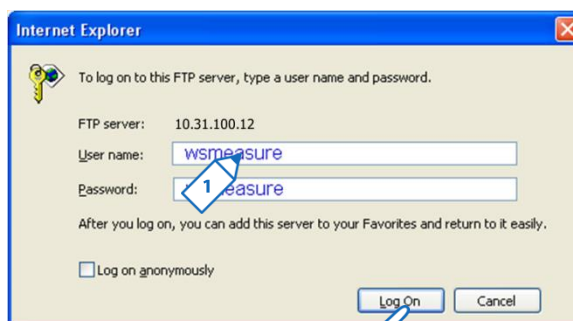 Internet Explorer
To log on to this FTP server, type a user name and password.
FTP server: 10.31.100.12
User name: wsmeasure
1
Password: easure
After you log on, you can add this server to your Favorites and return to it easily.
Log on anonymously
Log On Cancel